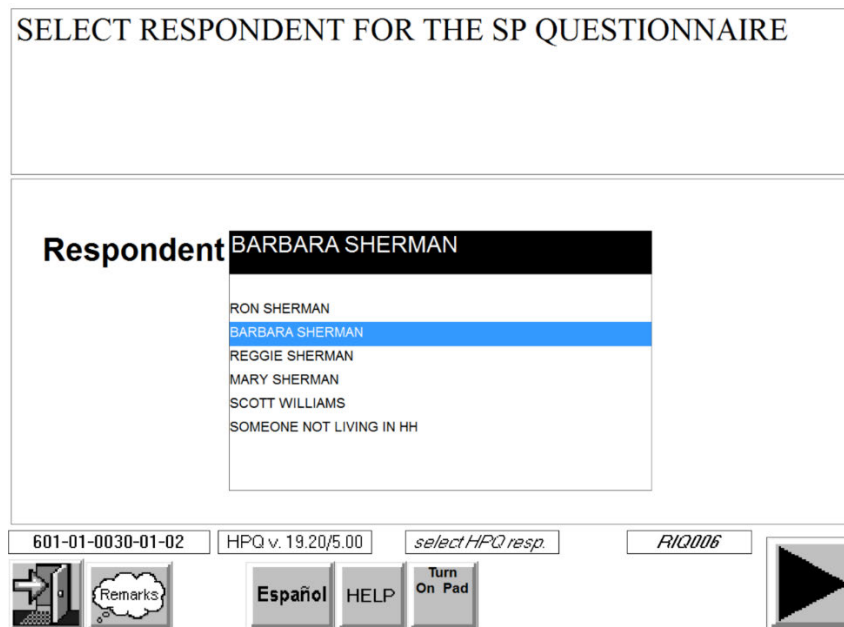 SELECT RESPONDENT FOR THE SP QUESTIONNAIRE
Respondent
BARBARA SHERMAN
RON SHERMAN
BARBARA SHERMAN
REGGIE SHERMAN
MARY SHERMAN
SCOTT WILLIAMS
SOMEONE NOT LIVING IN HH
601-01-0030-01-02
HPQ v. 19.20/5.00
select HPQ resp.
RIQ006
Remarks
Español
HELP
Turn
On Pad